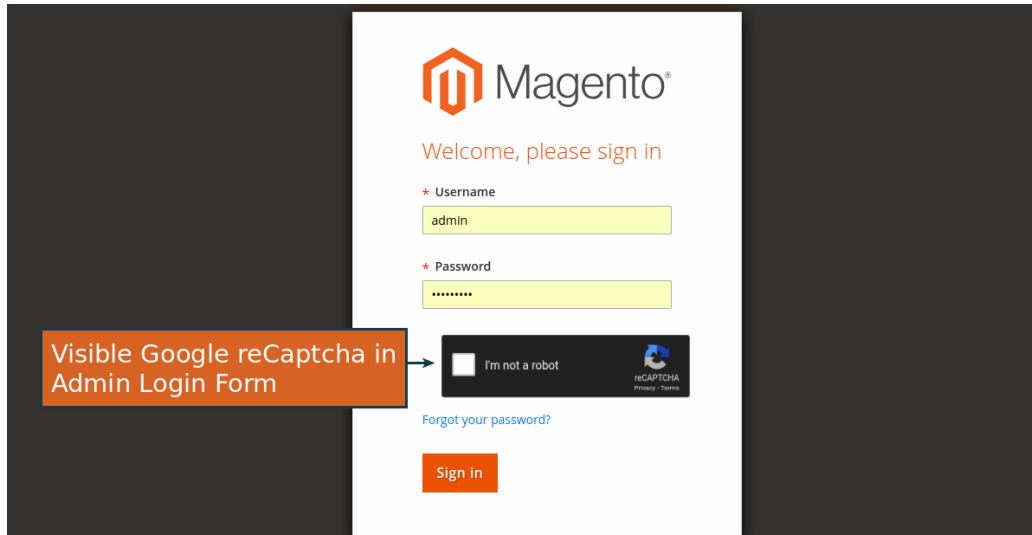 Magento®
Welcome, please sign in
* Username
admin
* Password
•••••••••
Visible Google reCaptcha in
Admin Login Form
I'm not a robot
reCAPTCHA
Privacy - Terms
Forgot your password?
Sign in